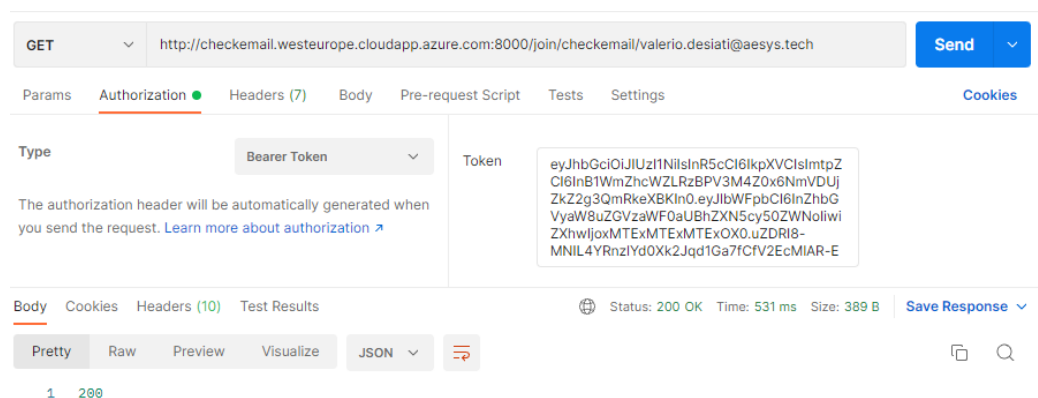 GET http://checkemail.westeurope.cloudapp.azure.com:8000/join/checkemail/valerio.desiati@aesys.tech Send
Params Authorization Headers (7) Body Pre-request Script Tests Settings Cookies
Type Bearer Token
The authorization header will be automatically generated when
you send the request. Learn more about authorization ↗
Token
eyJhbGciOiJIUzI1NiIsInR5cCI6IkpXVCIsImtpZ
CI6InB1WmZhcWZLRzBPV3M4Z0x6NmVDUj
ZkZ2g3QmRkeXBKIn0.eyJlbWFpbCI6InZhbG
VyaW8uZGVzaWF0aUBhZXN5cy50ZWNoIiwi
ZXhwIjoxMTExMTExMTExOX0.uZDRI8-
MNIL4YRnzIYd0Xk2Jqd1Ga7fCfV2EcMIAR-E
Body Cookies Headers (10) Test Results Status: 200 OK Time: 531 ms Size: 389 B Save Response
Pretty Raw Preview Visualize JSON
1 200